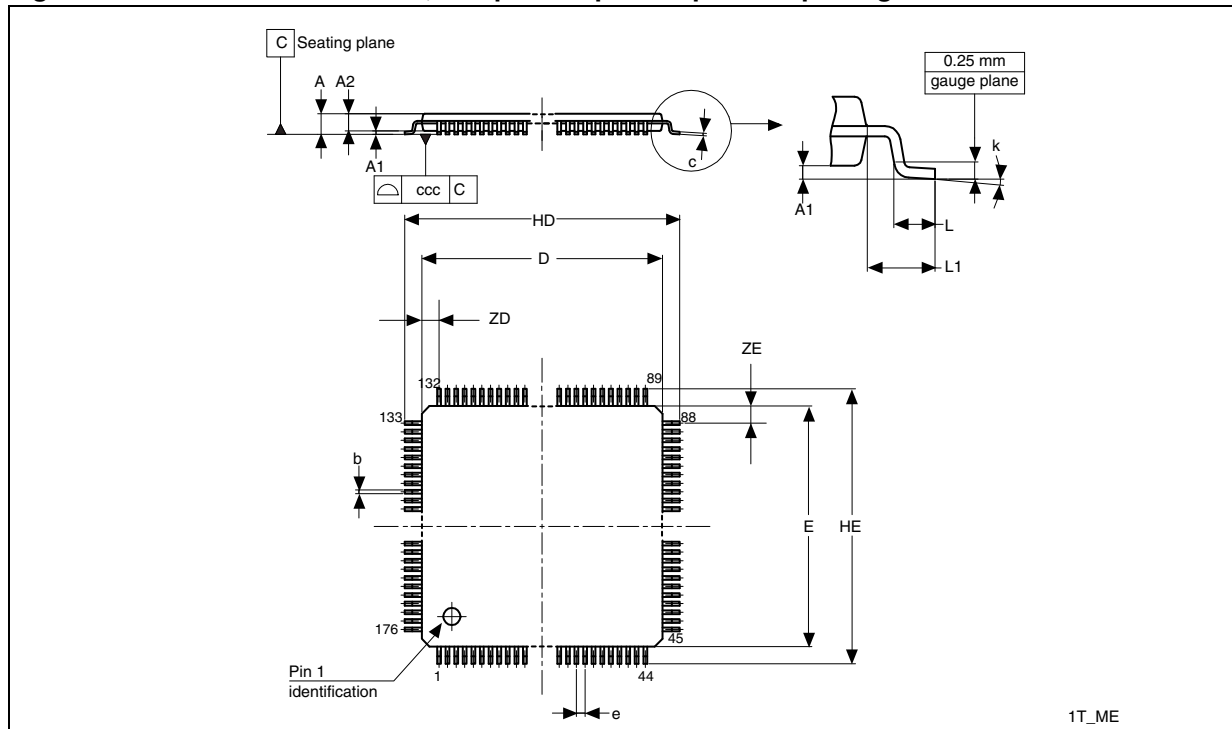 C Seating plane
0.25 mm
gauge plane
A A2
k
c
A1
ccc C
A1
HD
L
D
L1
ZD
ZE
132 89
133 88
b
E HE
176 45
Pin 1
identification
1 44
e
1T_ME